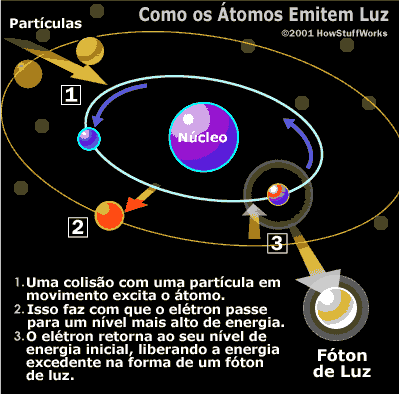 Como os Átomos Emitem Luz
©2001 HowStuffWorks
Partículas
1
Núcleo
2
3
1. Uma colisão com uma partícula em
movimento excita o átomo.
2. Isso faz com que o elétron passe
para um nível mais alto de energia.
3. O elétron retorna ao seu nível de
energia inicial, liberando a energia
excedente na forma de um fóton
de luz.
Fóton
de Luz